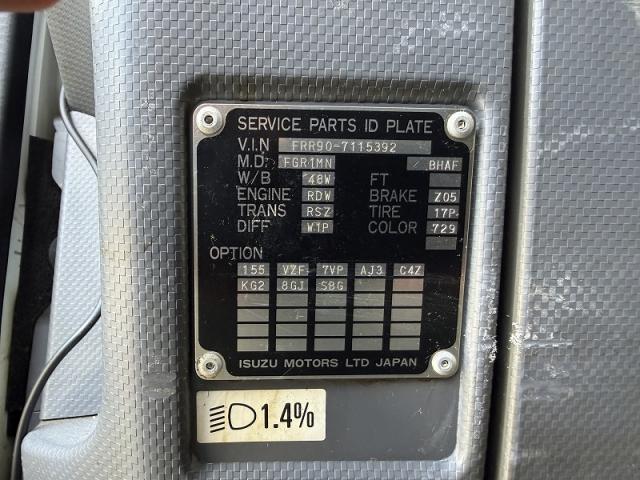 SERVICE PARTS ID PLATE
V.I.N FRR90-7115392
M.D. FGR1MN BHAF
W/B 48W FT
ENGINE RDW BRAKE Z05
TRANS RSZ TIRE 17P
DIFF W1P COLOR 729
OPTION
155 VZF 7VP AJ3 C4Z
KG2 8GJ S8G
ISUZU MOTORS LTD JAPAN
1.4%